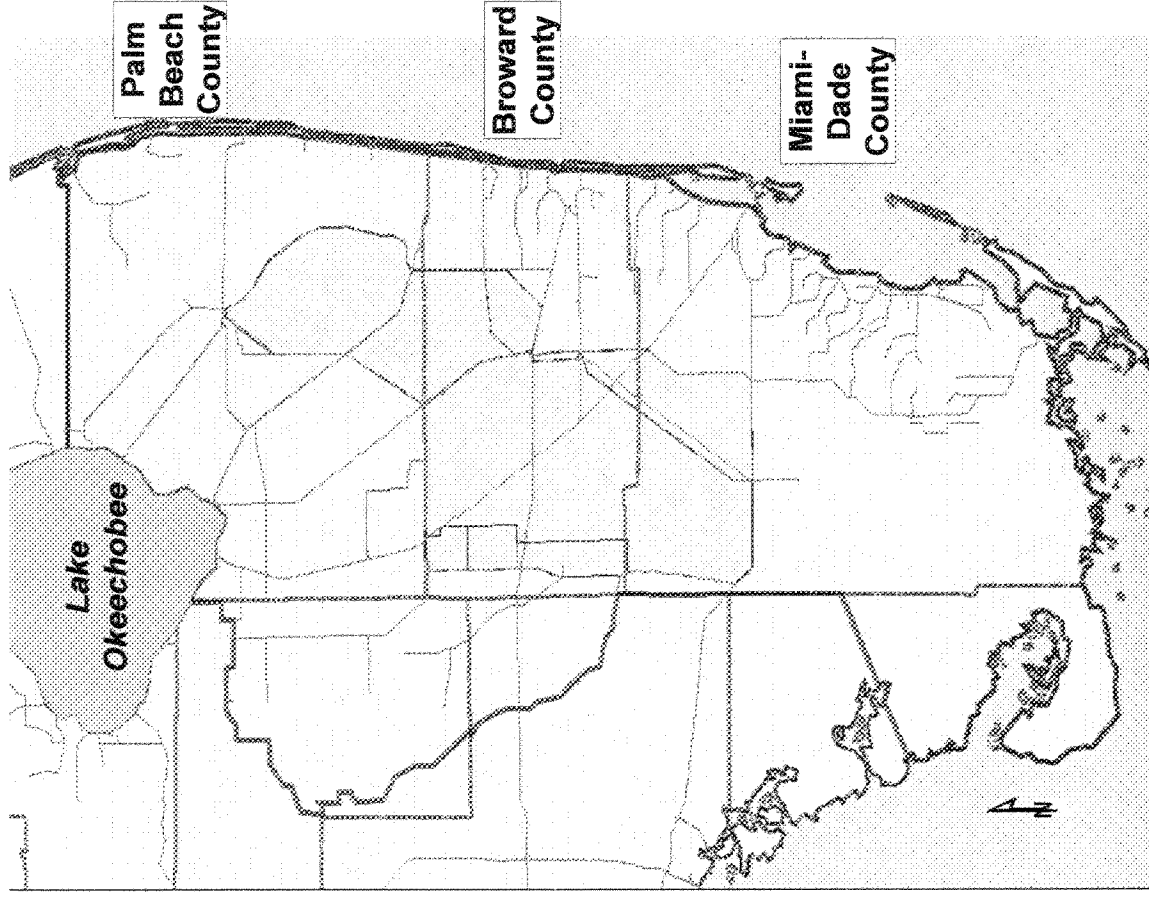 Lake
Okeechobee
Palm
Beach
County
Broward
County
Miami-
Dade
County
N